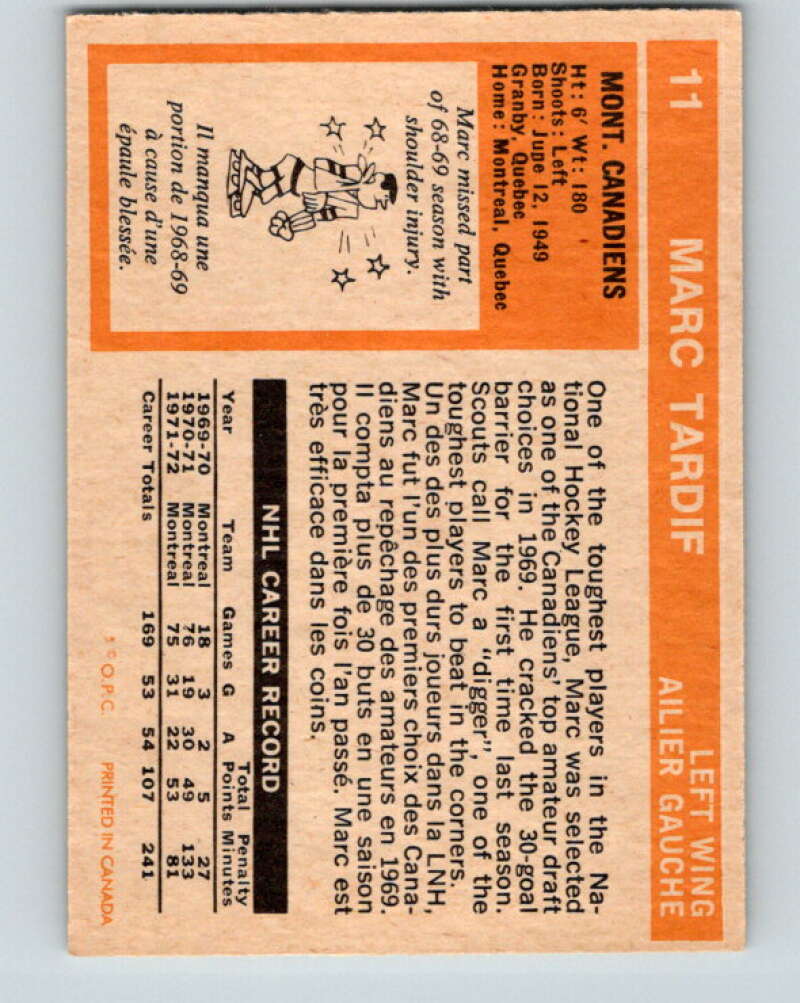 11 MARC TARDIF LEFT WING
AILIER GAUCHE
MONT. CANADIENS
Ht: 6' Wt: 180
Shoots: Left
Born: June 12, 1949
Granby, Quebec
Home: Montreal, Quebec
Marc missed part
of 68-69 season with
shoulder injury.
Il manqua une
portion de 1968-69
à cause d'une
épaule blessée.
One of the toughest players in the Na-
tional Hockey League, Marc was selected
as one of the Canadiens' top amateur draft
choices in 1969. He cracked the 30-goal
barrier for the first time last season.
Scouts call Marc a "digger", one of the
toughest players to beat in the corners.
Un des des plus durs joueurs dans la LNH,
Marc fut l'un des premiers choix des Cana-
diens au repêchage des amateurs en 1969.
Il compta plus de 30 buts en une saison
pour la première fois l'an passé. Marc est
très efficace dans les coins.
NHL CAREER RECORD
Total Penalty
Year Team Games G A Points Minutes
1969-70 Montreal 18 3 2 5 27
1970-71 Montreal 76 19 30 49 133
1971-72 Montreal 75 31 22 53 81
Career Totals 169 53 54 107 241
* © O.P.C. PRINTED IN CANADA